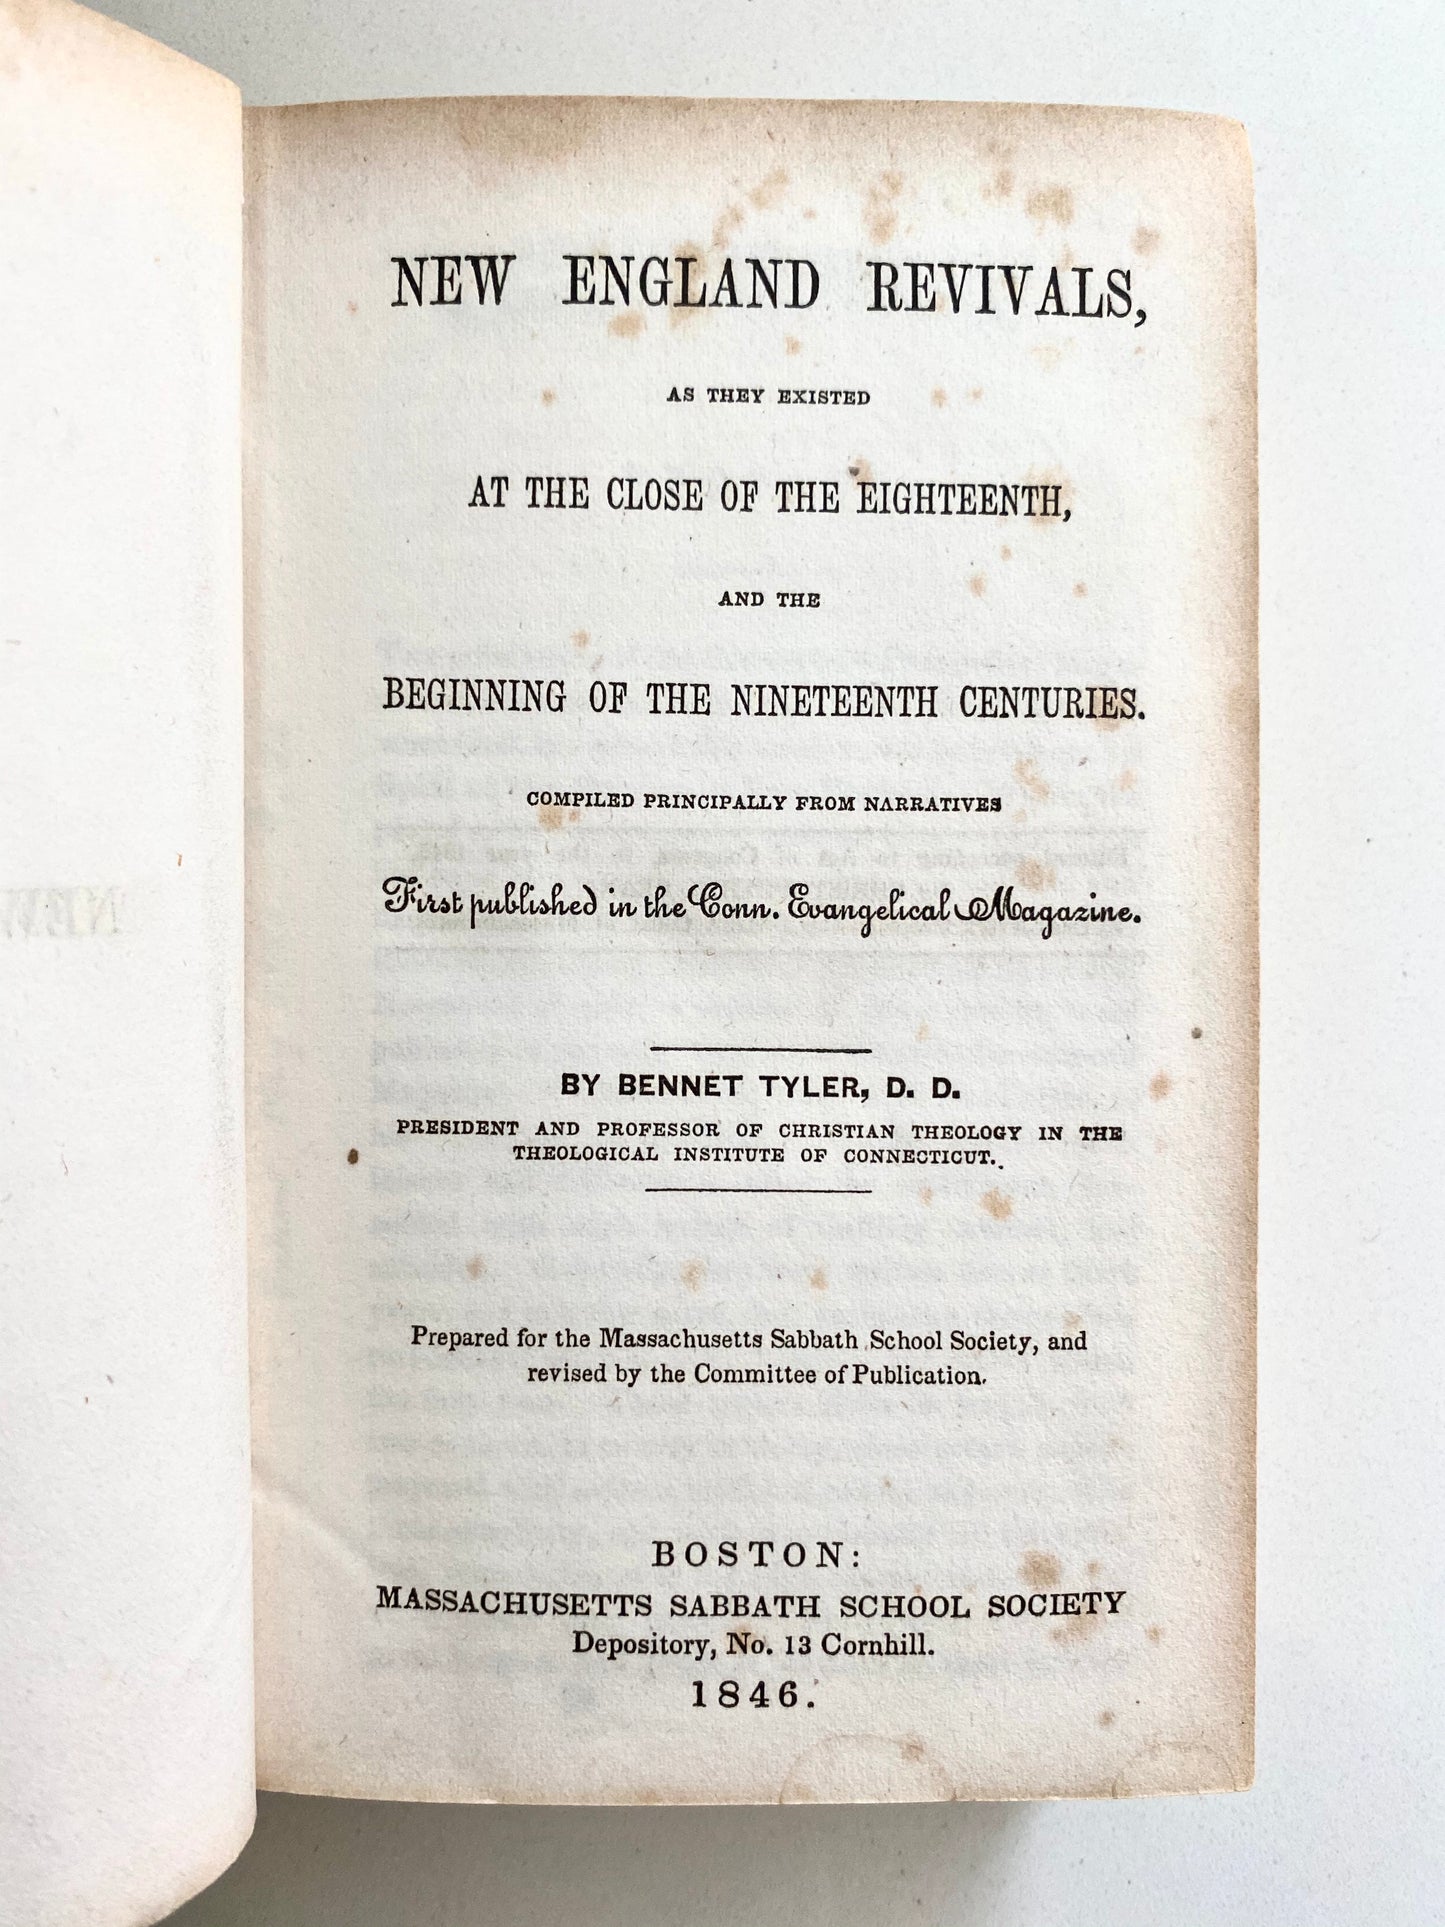 NEW ENGLAND REVIVALS,
AS THEY EXISTED
AT THE CLOSE OF THE EIGHTEENTH,
AND THE
BEGINNING OF THE NINETEENTH CENTURIES.
COMPILED PRINCIPALLY FROM NARRATIVES
First published in the Conn. Evangelical Magazine.
BY BENNET TYLER, D. D.
PRESIDENT AND PROFESSOR OF CHRISTIAN THEOLOGY IN THE
THEOLOGICAL INSTITUTE OF CONNECTICUT.
Prepared for the Massachusetts Sabbath School Society, and
revised by the Committee of Publication.
BOSTON:
MASSACHUSETTS SABBATH SCHOOL SOCIETY
Depository, No. 13 Cornhill.
1846.